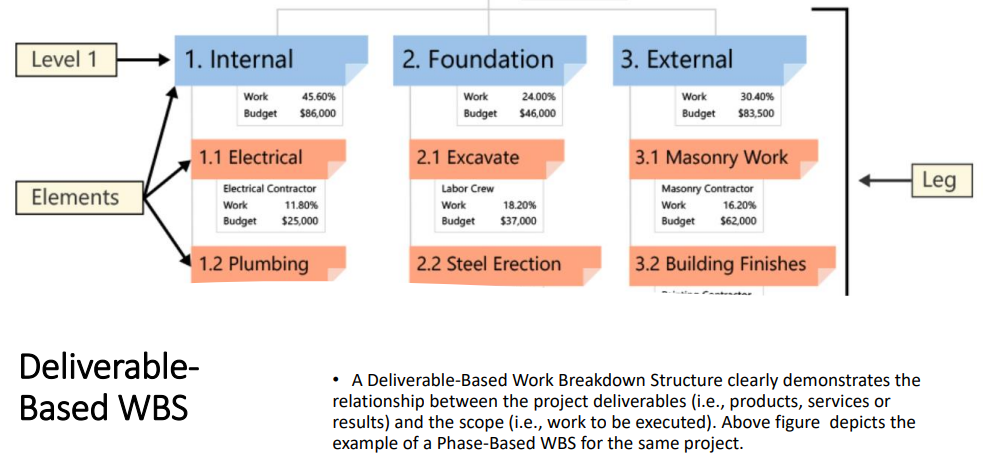 Level 1
1. Internal
2. Foundation
3. External
Work 45.60%
Budget $86,000
Work 24.00%
Budget $46,000
Work 30.40%
Budget $83,500
Elements
1.1 Electrical
2.1 Excavate
3.1 Masonry Work
Leg
Electrical Contractor
Work 11.80%
Budget $25,000
Labor Crew
Work 18.20%
Budget $37,000
Masonry Contractor
Work 16.20%
Budget $62,000
1.2 Plumbing
2.2 Steel Erection
3.2 Building Finishes
Deliverable-
Based WBS
• A Deliverable-Based Work Breakdown Structure clearly demonstrates the
relationship between the project deliverables (i.e., products, services or
results) and the scope (i.e., work to be executed). Above figure depicts the
example of a Phase-Based WBS for the same project.